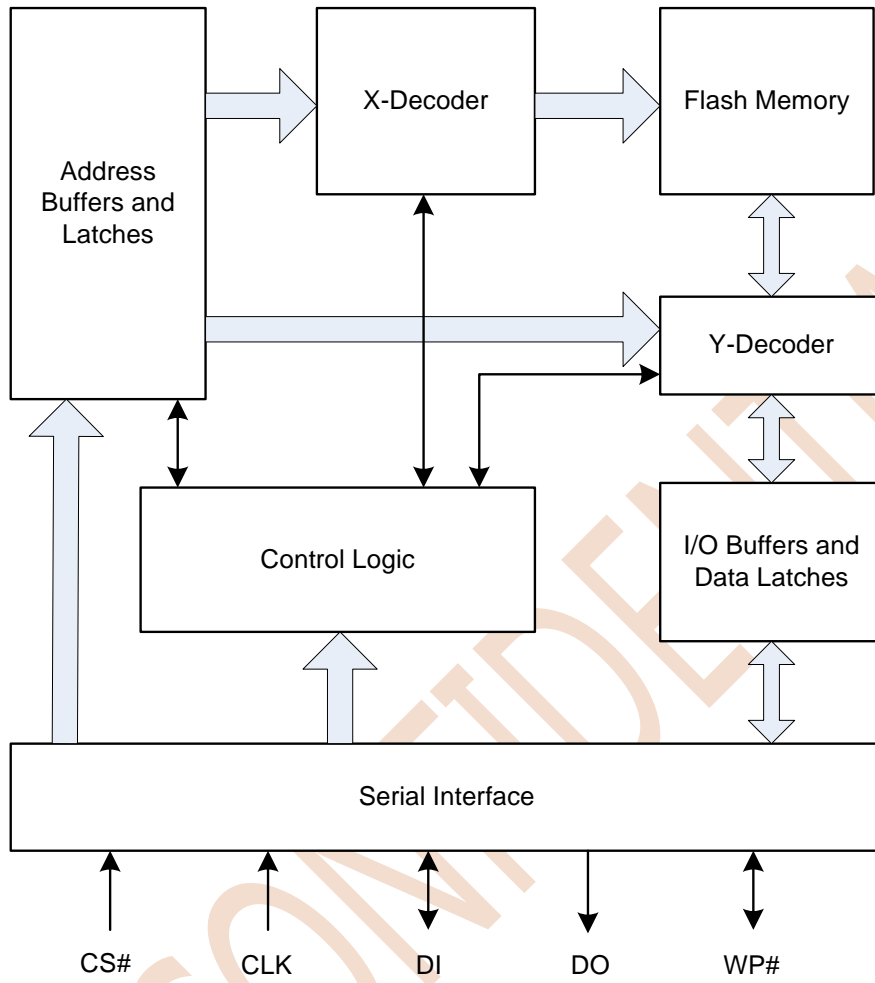 Address
Buffers and
Latches
X-Decoder
Flash Memory
Y-Decoder
Control Logic
I/O Buffers and
Data Latches
Serial Interface
CS#
CLK
DI
DO
WP#